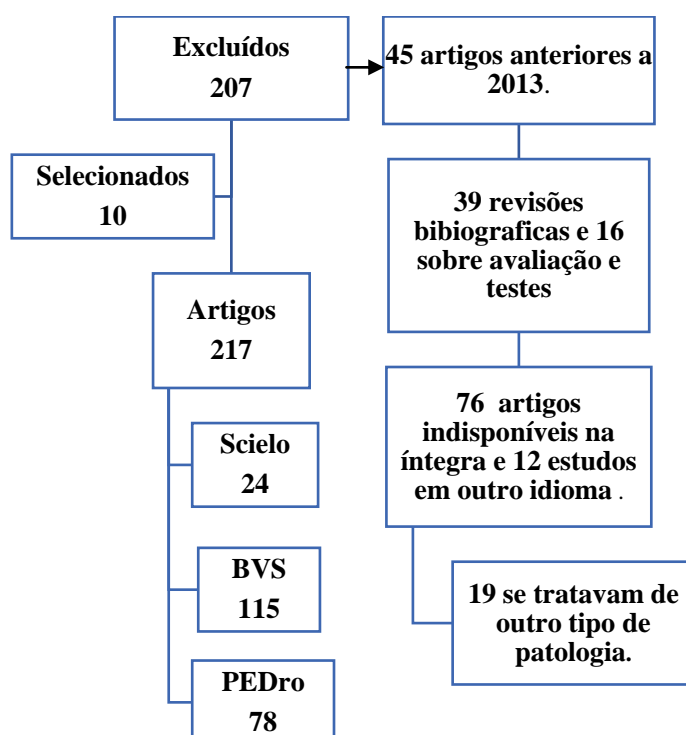 Excluídos
207
45 artigos anteriores a
2013.
Selecionados
10
39 revisões
bibiograficas e 16
sobre avaliação e
testes
Artigos
217
76 artigos
indisponíveis na
íntegra e 12 estudos
em outro idioma .
Scielo
24
BVS
115
19 se tratavam de
outro tipo de
patologia.
PEDro
78